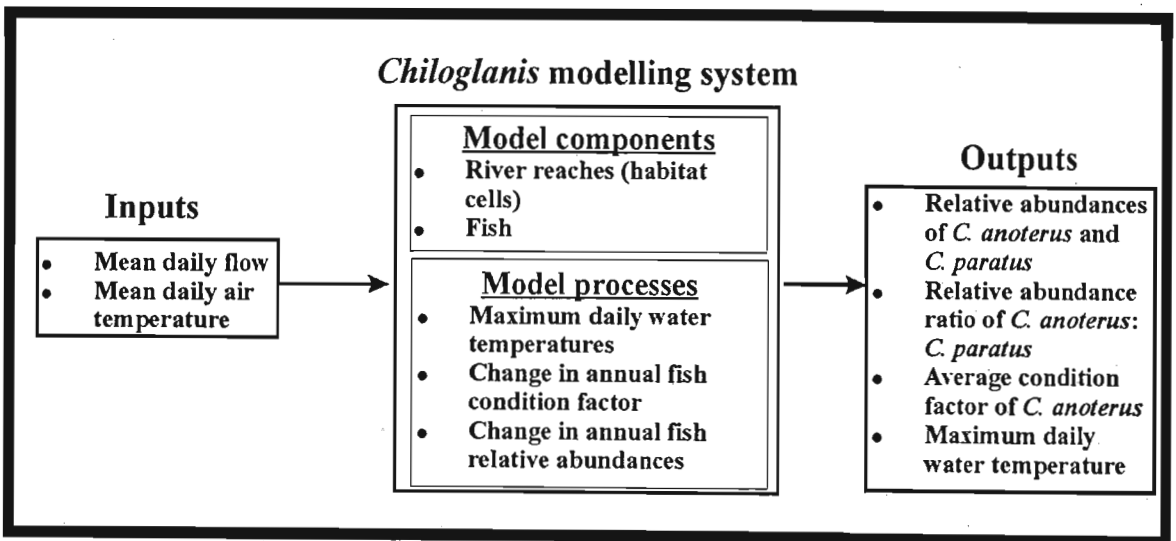 Chiloglanis modelling system
Inputs
• Mean daily flow
• Mean daily air
temperature
Model components
• River reaches (habitat
cells)
• Fish
Model processes
• Maximum daily water
temperatures
• Change in annual fish
condition factor
• Change in annual fish
relative abundances
Outputs
• Relative abundances
of C. anoterus and
C. paratus
• Relative abundance
ratio of C. anoterus:
C. paratus
• Average condition
factor of C. anoterus
• Maximum daily
water temperature